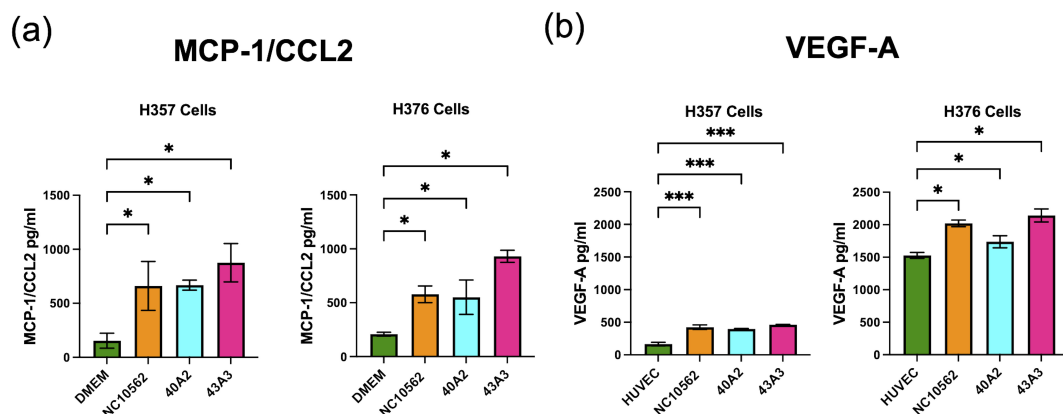 (a)
MCP-1/CCL2
H357 Cells
* * *
MCP-1/CCL2 pg/ml
1500
1000
500
0
DMEM
NC10562
40A2
43A3
H376 Cells
* * *
MCP-1/CCL2 pg/ml
1500
1000
500
0
DMEM
NC10562
40A2
43A3
(b)
VEGF-A
H357 Cells
***
***
***
VEGF-A pg/ml
2500
2000
1500
1000
500
0
HUVEC
NC10562
40A2
43A3
H376 Cells
*
*
*
VEGF-A pg/ml
2500
2000
1500
1000
500
0
HUVEC
NC10562
40A2
43A3